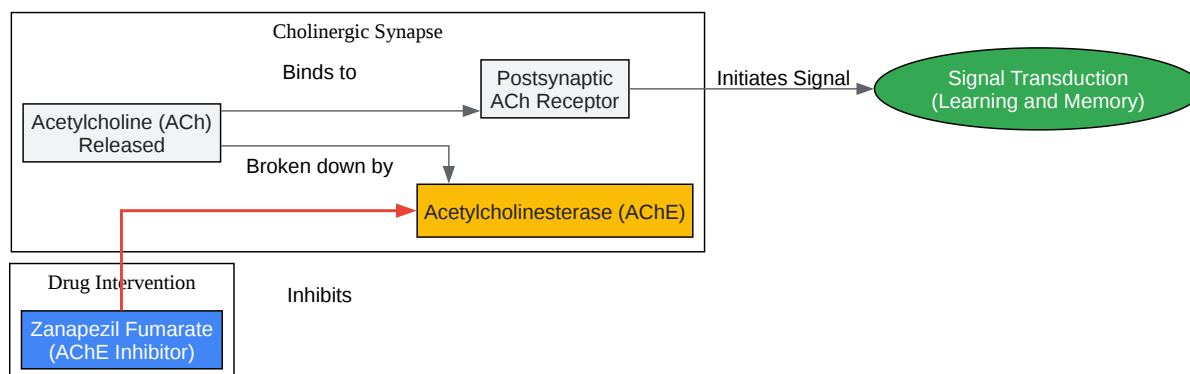 Cholinergic Synapse
Binds to
Postsynaptic
ACh Receptor
Initiates Signal
Signal Transduction
(Learning and Memory)
Acetylcholine (ACh)
Released
Broken down by
Acetylcholinesterase (AChE)
Drug Intervention
Inhibits
Zanapezil Fumarate
(AChE Inhibitor)